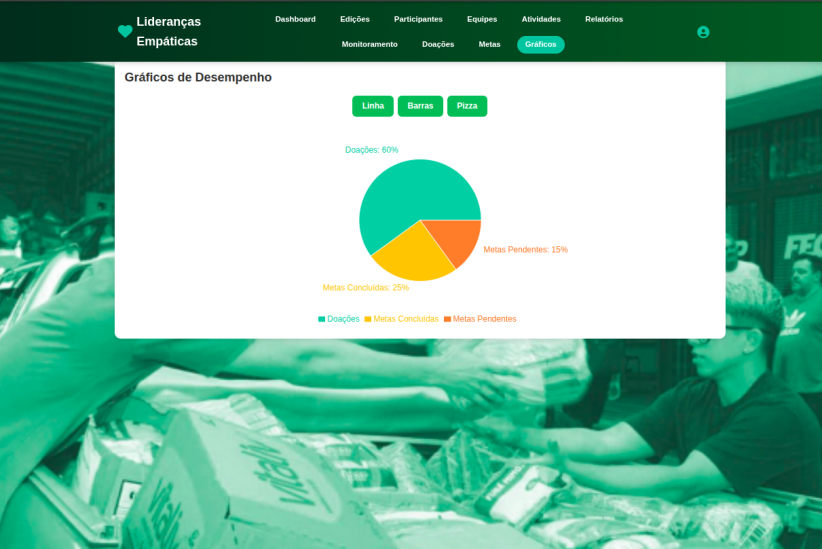 Lideranças
Empáticas
Dashboard Edições Participantes Equipes Atividades Relatórios
Monitoramento Doações Metas Gráficos
Gráficos de Desempenho
Linha Barras Pizza
Doações: 60%
Metas Pendentes: 15%
Metas Concluídas: 25%
Doações Metas Concluídas Metas Pendentes
vitali